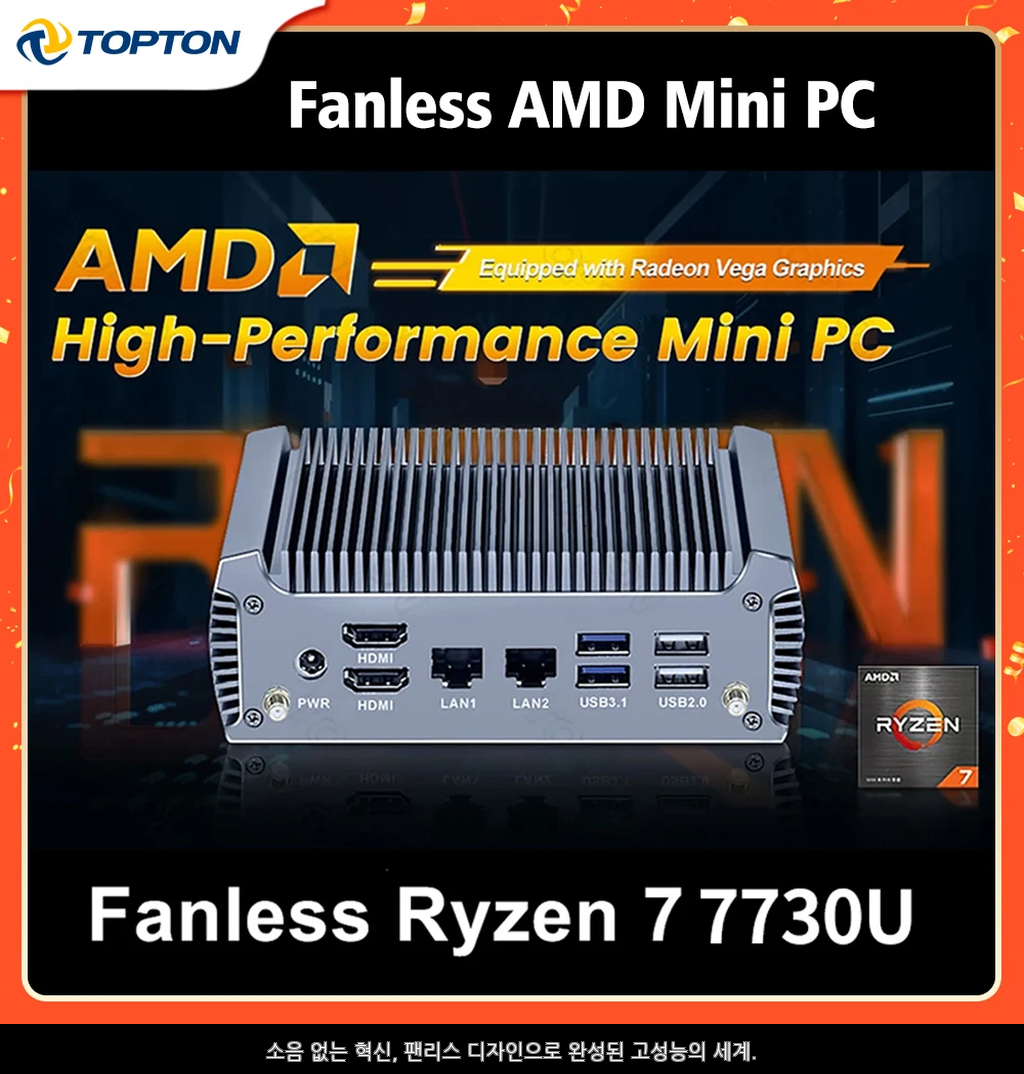 TOPTON
Fanless AMD Mini PC
AMD
Equipped with Radeon Vega Graphics
High-Performance Mini PC
HDMI
PWR
HDMI
LAN1
LAN2
USB3.1
USB2.0
AMD
RYZEN
7
Fanless Ryzen 7 7730U
소음 없는 혁신, 팬리스 디자인으로 완성된 고성능의 세계.